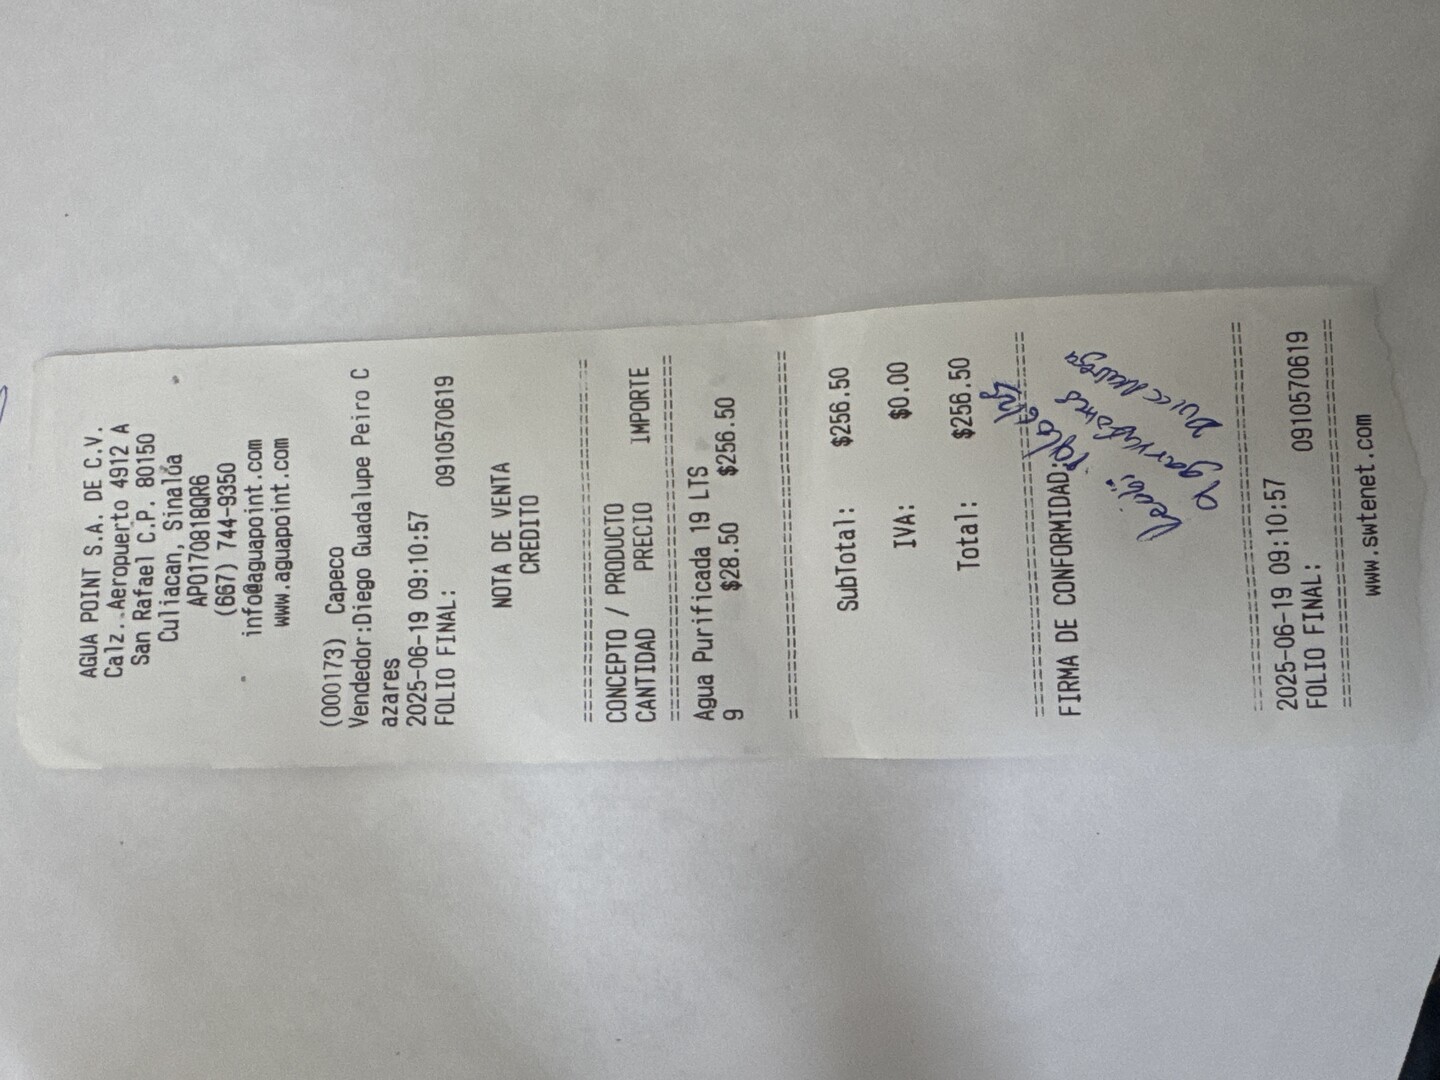 AGUA POINT S.A. DE C.V.
Calz. Aeropuerto 4912 A
San Rafael C.P. 80150
Culiacan, Sinaloa
APO170818QR6
(667) 744-9350
info@aguapoint.com
www.aguapoint.com
(000173) Capeco
Vendedor:Diego Guadalupe Peiro C
azares
2025-06-19 09:10:57
FOLIO FINAL: 0910570619
NOTA DE VENTA
CREDITO
================================
CONCEPTO / PRODUCTO
CANTIDAD PRECIO IMPORTE
================================
Agua Purificada 19 LTS
9 $28.50 $256.50
================================
SubTotal: $256.50
IVA: $0.00
Total: $256.50
================================
FIRMA DE CONFORMIDAD:
Recibi
9 garrafones
================================
2025-06-19 09:10:57
FOLIO FINAL: 0910570619
================================
www.swtenet.com